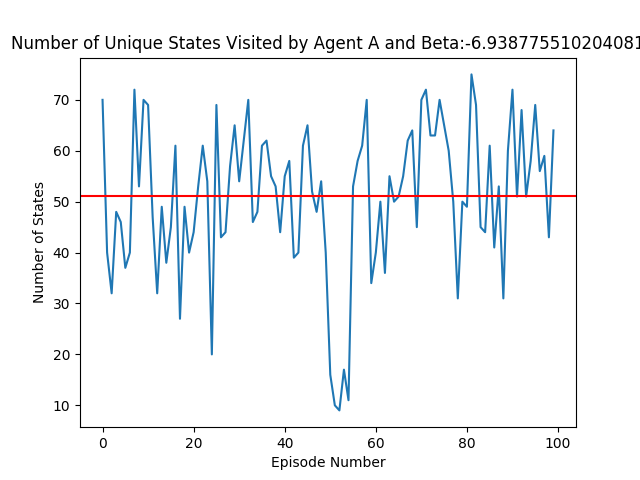 Number of Unique States Visited by Agent A and Beta:-6.938775510204081
70
60
50
40
30
20
10
Number of States
0 20 40 60 80 100
Episode Number